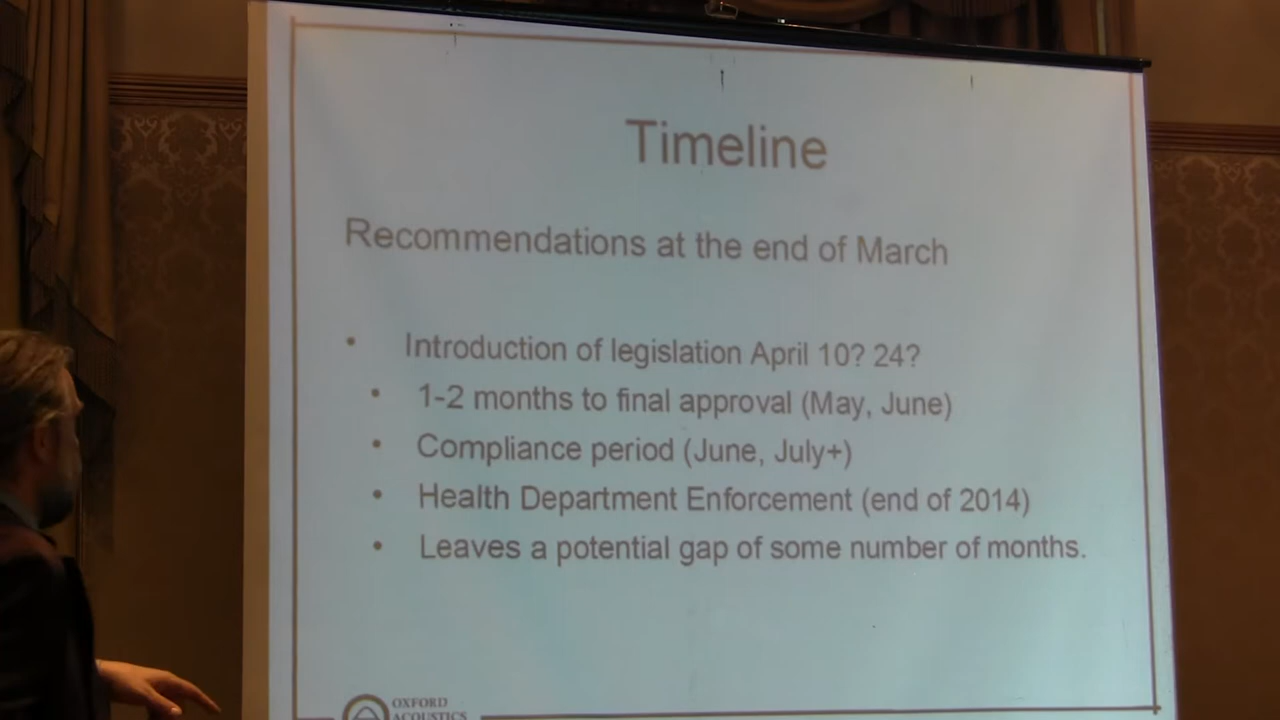 Timeline
Recommendations at the end of March
• Introduction of legislation April 10? 24?
• 1-2 months to final approval (May, June)
• Compliance period (June, July+)
• Health Department Enforcement (end of 2014)
• Leaves a potential gap of some number of months.
OXFORD
ACOUSTICS